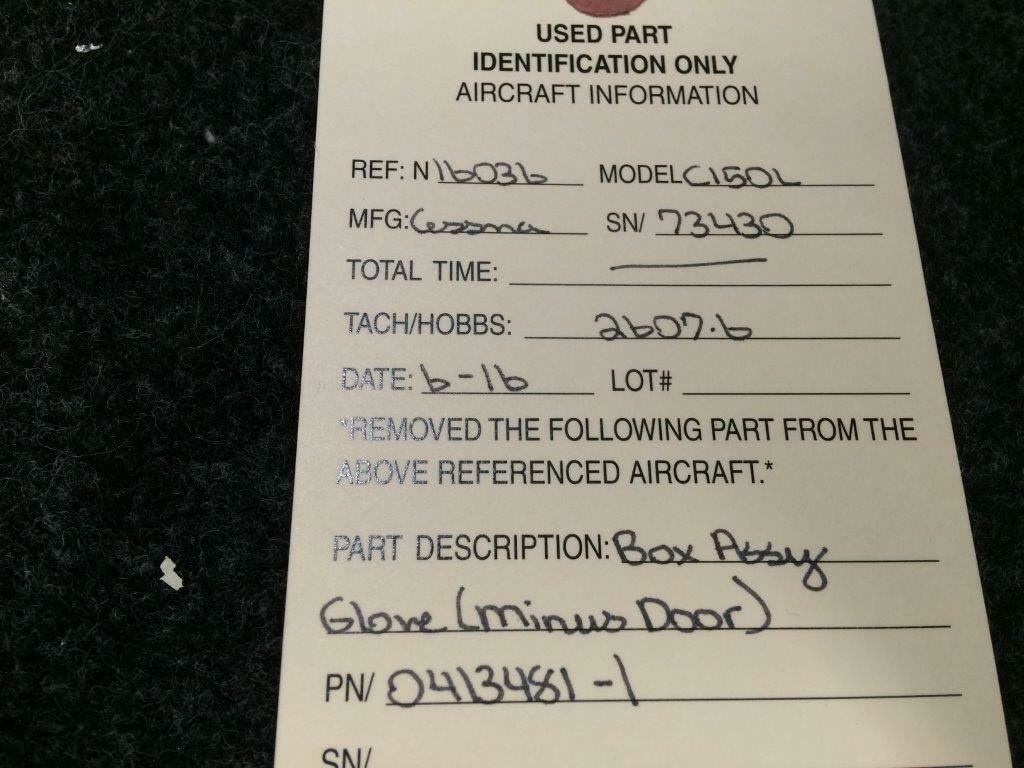 USED PART
IDENTIFICATION ONLY
AIRCRAFT INFORMATION
REF: N 16036 MODEL C150L
MFG: Cessna SN/ 73430
TOTAL TIME: —
TACH/HOBBS: 2607.6
DATE: 6-16 LOT#
*REMOVED THE FOLLOWING PART FROM THE
ABOVE REFERENCED AIRCRAFT.*
PART DESCRIPTION: Box Assy
Glove (minus Door)
PN/ 0413481-1
SN/